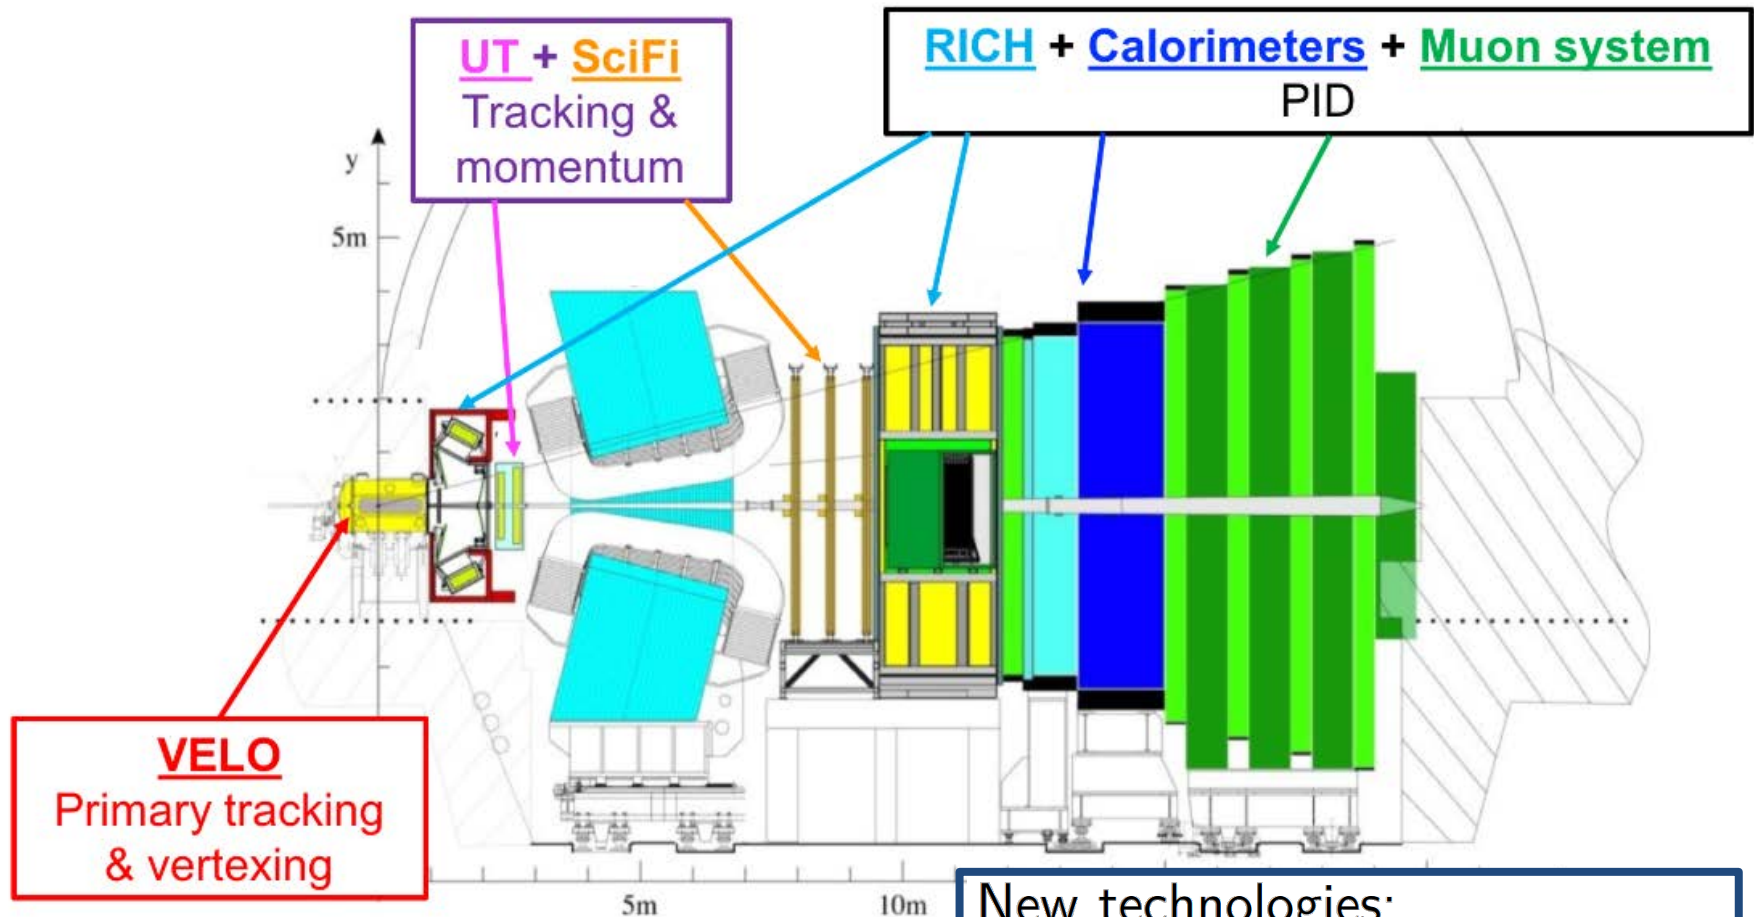 UT + SciFi
Tracking &
momentum
RICH + Calorimeters + Muon system
PID
y
5m
VELO
Primary tracking
& vertexing
5m
10m
New technologies: